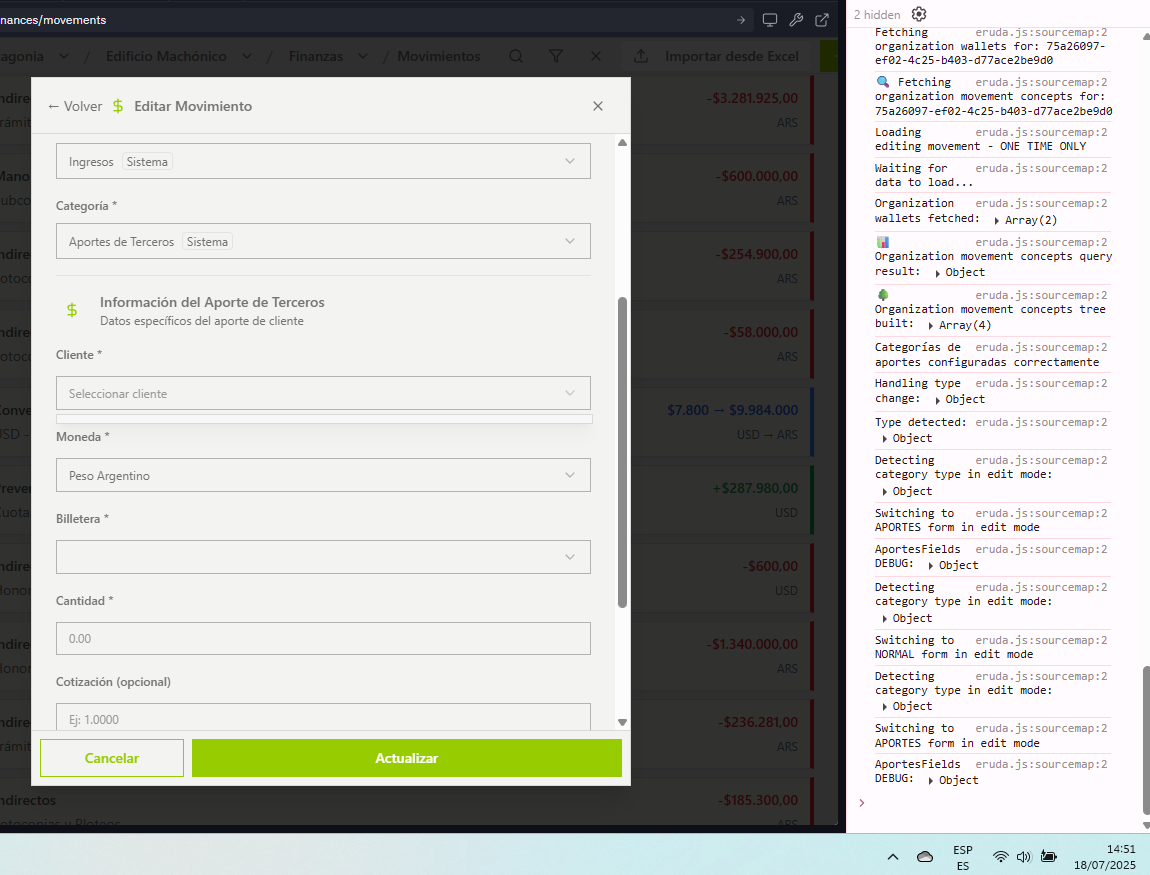 nances/movements
agonia / Edificio Machónico / Finanzas / Movimientos Importar desde Excel
← Volver $ Editar Movimiento
Ingresos Sistema
Categoría *
Aportes de Terceros Sistema
$ Información del Aporte de Terceros
Datos específicos del aporte de cliente
Cliente *
Seleccionar cliente
Moneda *
Peso Argentino
Billetera *
Cantidad *
0.00
Cotización (opcional)
Ej: 1.0000
Cancelar Actualizar
ndire
rámit
Mano
ubco
ndire
otoco
ndire
otoco
Conve
USD -
Preve
Cuota
ndire
Honor
ndire
Honor
ndire
rámit
ndirectos
otocopias y Ploteos
-$3.281.925,00
ARS
-$600.000,00
ARS
-$254.900,00
ARS
-$58.000,00
ARS
$7.800 → $9.984.000
USD → ARS
+$287.980,00
USD
-$600,00
USD
-$1.340.000,00
ARS
-$236.281,00
ARS
-$185.300,00
ARS
2 hidden
Fetching eruda.js:sourcemap:2
organization wallets for: 75a26097-
ef02-4c25-b403-d77ace2be9d0
🔍 Fetching eruda.js:sourcemap:2
organization movement concepts for:
75a26097-ef02-4c25-b403-d77ace2be9d0
Loading eruda.js:sourcemap:2
editing movement - ONE TIME ONLY
Waiting for eruda.js:sourcemap:2
data to load...
Organization eruda.js:sourcemap:2
wallets fetched: ▶ Array(2)
📊 eruda.js:sourcemap:2
Organization movement concepts query
result: ▶ Object
🌳 eruda.js:sourcemap:2
Organization movement concepts tree
built: ▶ Array(4)
Categorías de eruda.js:sourcemap:2
aportes configuradas correctamente
Handling type eruda.js:sourcemap:2
change: ▶ Object
Type detected: eruda.js:sourcemap:2
▶ Object
Detecting eruda.js:sourcemap:2
category type in edit mode:
▶ Object
Switching to eruda.js:sourcemap:2
APORTES form in edit mode
AportesFields eruda.js:sourcemap:2
DEBUG: ▶ Object
Detecting eruda.js:sourcemap:2
category type in edit mode:
▶ Object
Switching to eruda.js:sourcemap:2
NORMAL form in edit mode
Detecting eruda.js:sourcemap:2
category type in edit mode:
▶ Object
Switching to eruda.js:sourcemap:2
APORTES form in edit mode
AportesFields eruda.js:sourcemap:2
DEBUG: ▶ Object
ESP
ES
14:51
18/07/2025